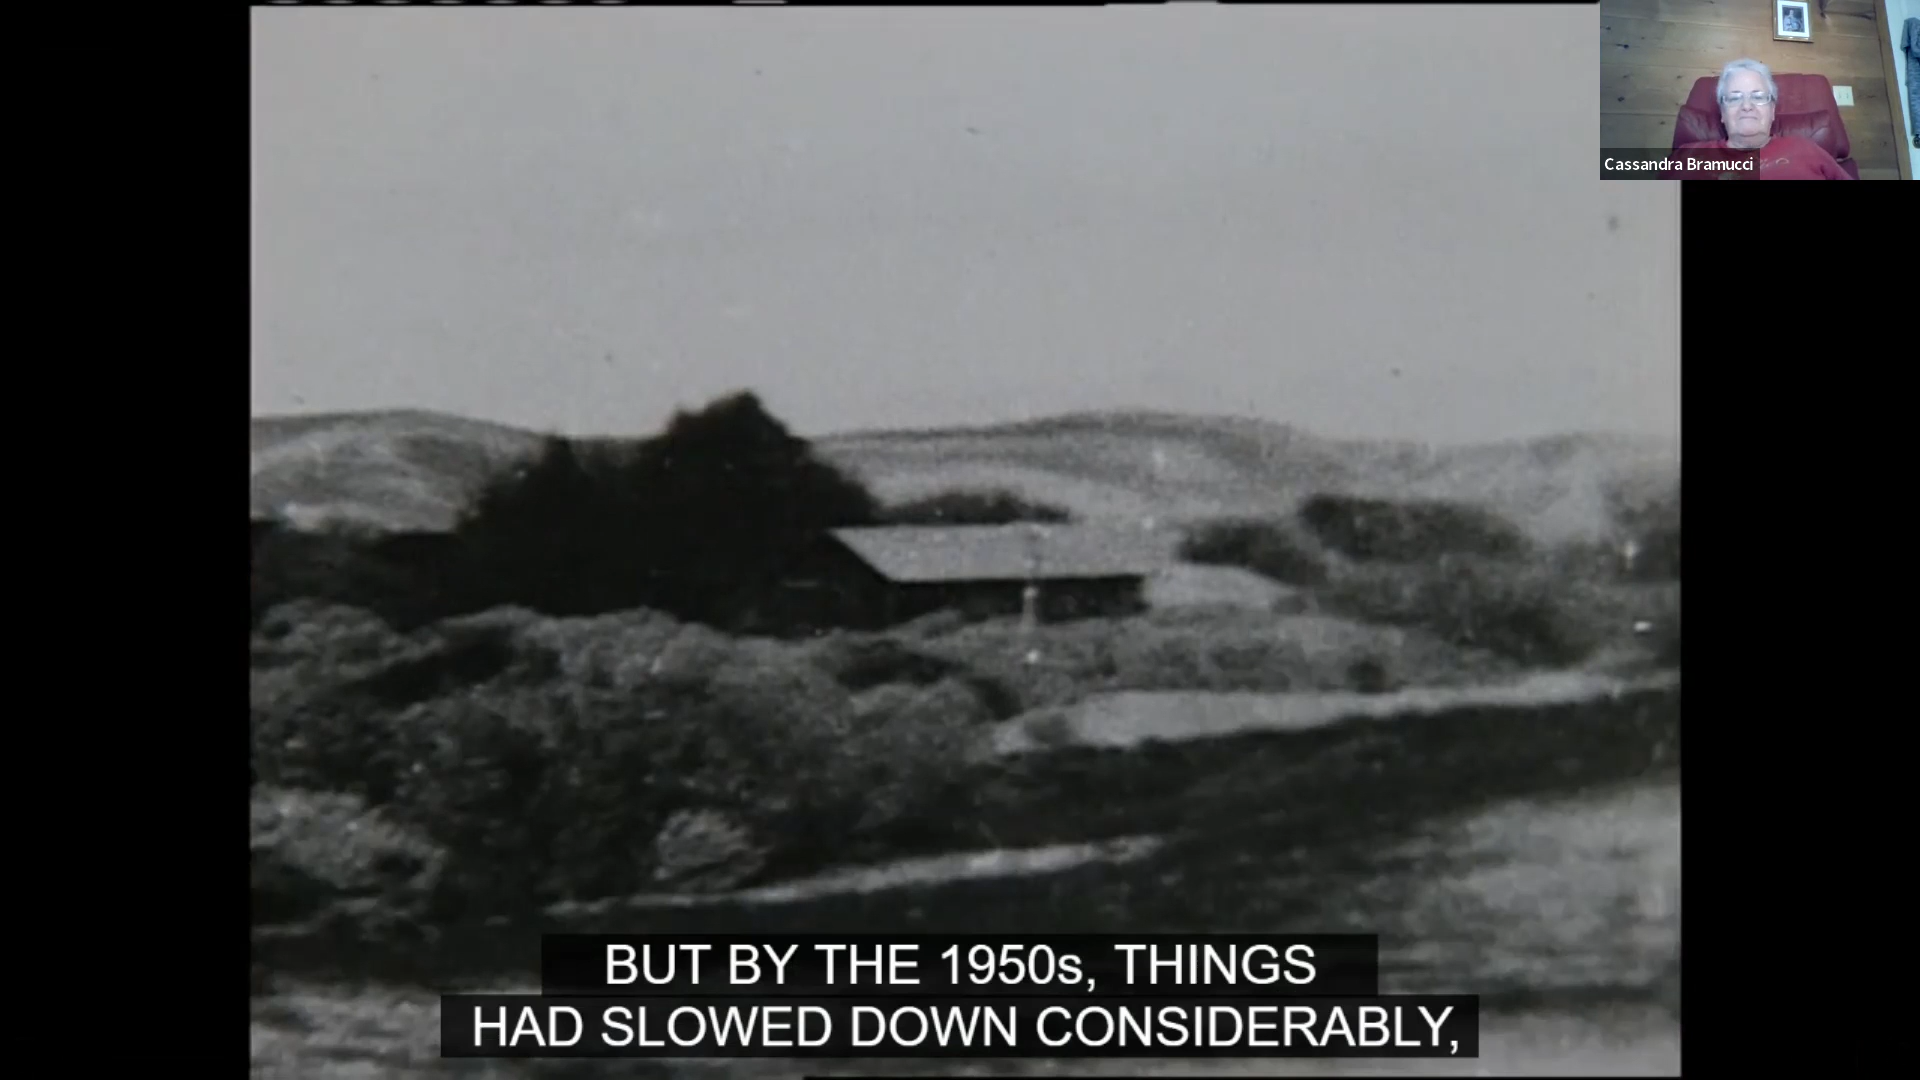 Cassandra Bramucci
BUT BY THE 1950s, THINGS
HAD SLOWED DOWN CONSIDERABLY,